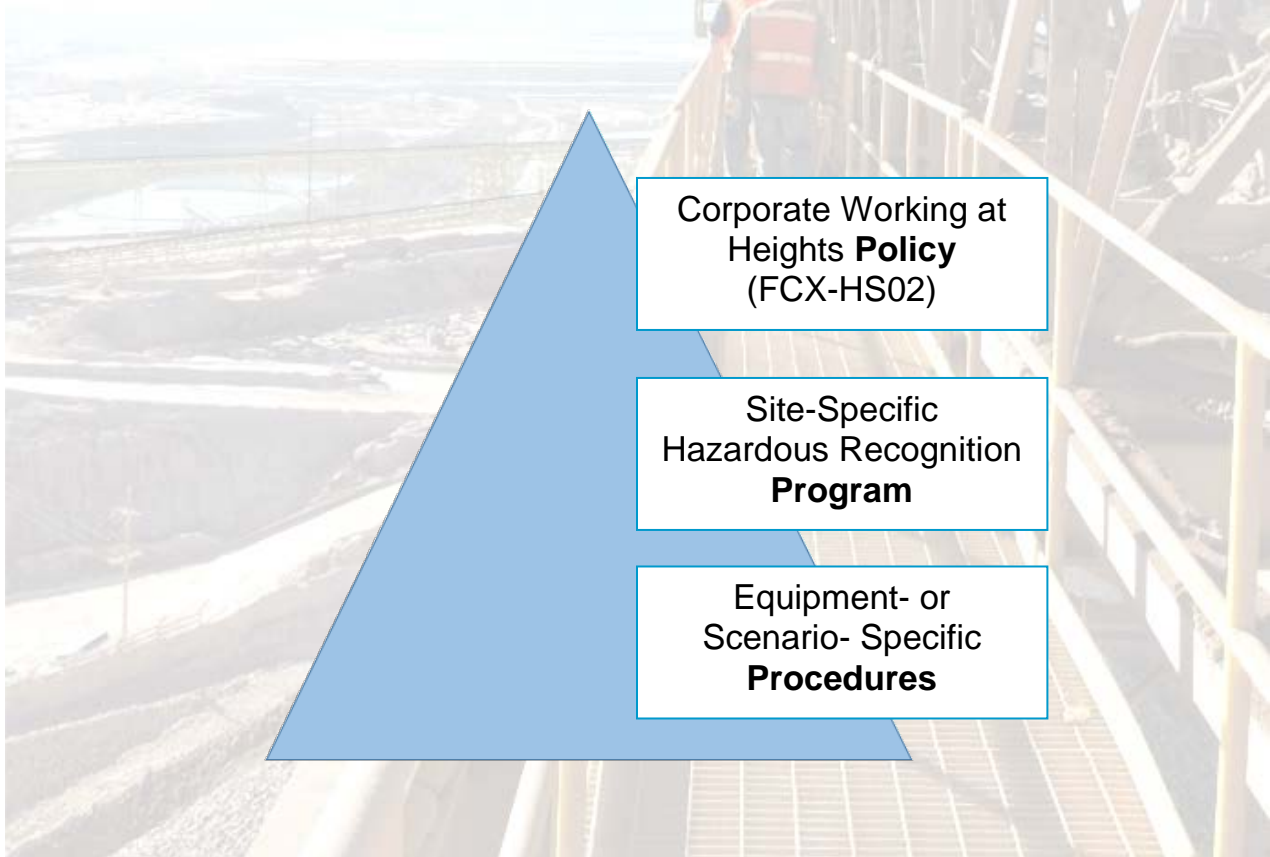 Corporate Working at
Heights Policy
(FCX-HS02)
Site-Specific
Hazardous Recognition
Program
Equipment- or
Scenario- Specific
Procedures